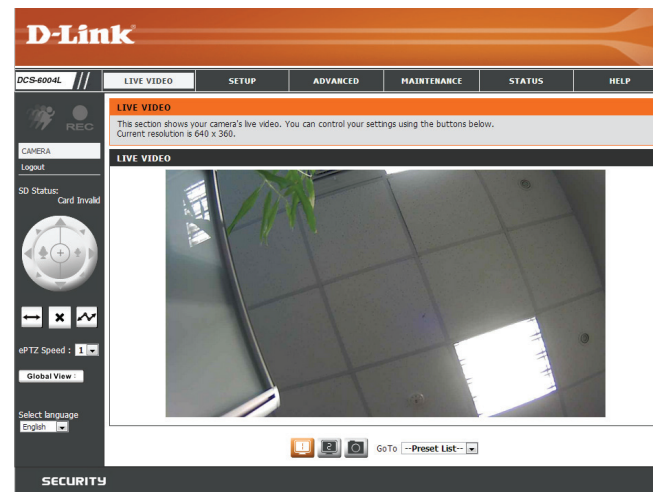 D-Link
DCS-6004L
LIVE VIDEO SETUP ADVANCED MAINTENANCE STATUS HELP
REC
CAMERA
Logout
SD Status:
Card Invalid
ePTZ Speed : 1
Global View :
Select language
English
LIVE VIDEO
This section shows your camera's live video. You can control your settings using the buttons below.
Current resolution is 640 x 360.
LIVE VIDEO
1 2 GoTo --Preset List--
SECURITY